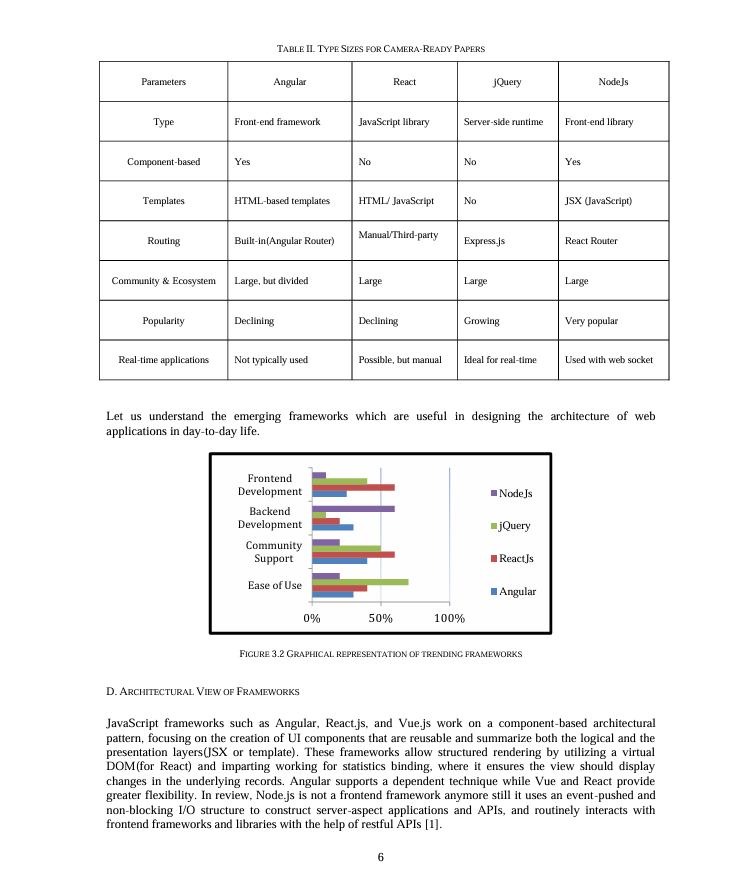 TABLE II. TYPE SIZES FOR CAMERA-READY PAPERS
Parameters Angular React jQuery NodeJs
Type Front-end framework JavaScript library Server-side runtime Front-end library
Component-based Yes No No Yes
Templates HTML-based templates HTML/ JavaScript No JSX (JavaScript)
Routing Built-in(Angular Router) Manual/Third-party Express.js React Router
Community & Ecosystem Large, but divided Large Large Large
Popularity Declining Declining Growing Very popular
Real-time applications Not typically used Possible, but manual Ideal for real-time Used with web socket
Let us understand the emerging frameworks which are useful in designing the architecture of web
applications in day-to-day life.
Frontend
Development
Backend
Development
Community
Support
Ease of Use
0% 50% 100%
NodeJs
jQuery
ReactJs
Angular
FIGURE 3.2 GRAPHICAL REPRESENTATION OF TRENDING FRAMEWORKS
D. ARCHITECTURAL VIEW OF FRAMEWORKS
JavaScript frameworks such as Angular, React.js, and Vue.js work on a component-based architectural
pattern, focusing on the creation of UI components that are reusable and summarize both the logical and the
presentation layers(JSX or template). These frameworks allow structured rendering by utilizing a virtual
DOM(for React) and imparting working for statistics binding, where it ensures the view should display
changes in the underlying records. Angular supports a dependent technique while Vue and React provide
greater flexibility. In review, Node.js is not a frontend framework anymore still it uses an event-pushed and
non-blocking I/O structure to construct server-aspect applications and APIs, and routinely interacts with
frontend frameworks and libraries with the help of restful APIs [1].
6